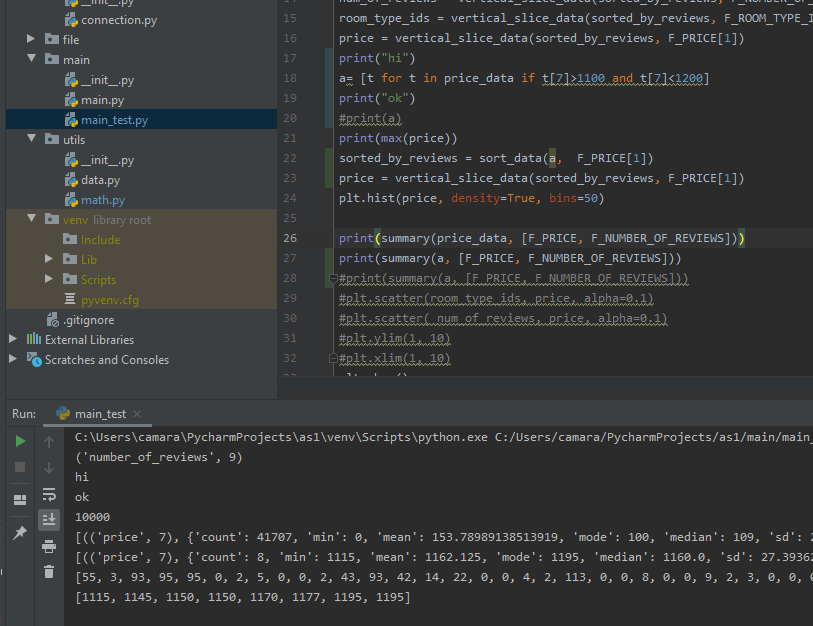 __init__.py
connection.py
file
main
__init__.py
main.py
main_test.py
utils
__init__.py
data.py
math.py
venv library root
Include
Lib
Scripts
pyvenv.cfg
.gitignore
External Libraries
Scratches and Consoles
15 room_type_ids = vertical_slice_data(sorted_by_reviews, F_ROOM_TYPE_I
16 price = vertical_slice_data(sorted_by_reviews, F_PRICE[1])
17 print("hi")
18 a= [t for t in price_data if t[7]>1100 and t[7]<1200]
19 print("ok")
20 #print(a)
21 print(max(price))
22 sorted_by_reviews = sort_data(a,  F_PRICE[1])
23 price = vertical_slice_data(sorted_by_reviews, F_PRICE[1])
24 plt.hist(price, density=True, bins=50)
25
26 print(summary(price_data, [F_PRICE, F_NUMBER_OF_REVIEWS]))
27 print(summary(a, [F_PRICE, F_NUMBER_OF_REVIEWS]))
28 #print(summary(a, [F_PRICE, F_NUMBER_OF_REVIEWS]))
29 #plt.scatter(room_type_ids, price, alpha=0.1)
30 #plt.scatter( num_of_reviews, price, alpha=0.1)
31 #plt.ylim(1, 10)
32 #plt.xlim(1, 10)
Run: main_test
C:\Users\camara\PycharmProjects\as1\venv\Scripts\python.exe C:/Users/camara/PycharmProjects/as1/main/main_
('number_of_reviews', 9)
hi
ok
10000
[(('price', 7), {'count': 41707, 'min': 0, 'mean': 153.78989138513919, 'mode': 100, 'median': 109, 'sd': 2
[(('price', 7), {'count': 8, 'min': 1115, 'mean': 1162.125, 'mode': 1195, 'median': 1160.0, 'sd': 27.39362
[55, 3, 93, 95, 95, 0, 2, 5, 0, 0, 2, 43, 93, 42, 14, 22, 0, 0, 4, 2, 113, 0, 0, 8, 0, 0, 9, 2, 3, 0, 0, 0
[1115, 1145, 1150, 1150, 1170, 1177, 1195, 1195]